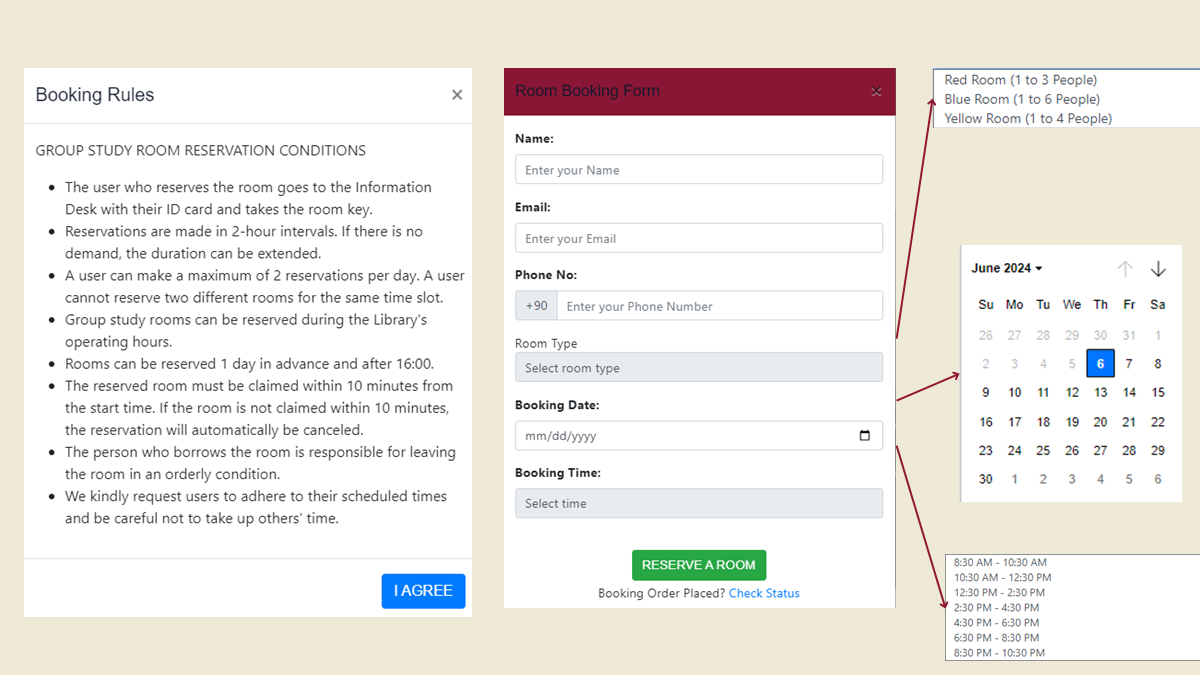 Booking Rules ×
GROUP STUDY ROOM RESERVATION CONDITIONS
• The user who reserves the room goes to the Information
Desk with their ID card and takes the room key.
• Reservations are made in 2-hour intervals. If there is no
demand, the duration can be extended.
• A user can make a maximum of 2 reservations per day. A user
cannot reserve two different rooms for the same time slot.
• Group study rooms can be reserved during the Library's
operating hours.
• Rooms can be reserved 1 day in advance and after 16:00.
• The reserved room must be claimed within 10 minutes from
the start time. If the room is not claimed within 10 minutes,
the reservation will automatically be canceled.
• The person who borrows the room is responsible for leaving
the room in an orderly condition.
• We kindly request users to adhere to their scheduled times
and be careful not to take up others' time.
I AGREE
Room Booking Form ×
Name:
Enter your Name
Email:
Enter your Email
Phone No:
+90 Enter your Phone Number
Room Type
Select room type
Booking Date:
mm/dd/yyyy
Booking Time:
Select time
RESERVE A ROOM
Booking Order Placed? Check Status
Red Room (1 to 3 People)
Blue Room (1 to 6 People)
Yellow Room (1 to 4 People)
June 2024
Su Mo Tu We Th Fr Sa
26 27 28 29 30 31 1
2 3 4 5 6 7 8
9 10 11 12 13 14 15
16 17 18 19 20 21 22
23 24 25 26 27 28 29
30 1 2 3 4 5 6
8:30 AM - 10:30 AM
10:30 AM - 12:30 PM
12:30 PM - 2:30 PM
2:30 PM - 4:30 PM
4:30 PM - 6:30 PM
6:30 PM - 8:30 PM
8:30 PM - 10:30 PM